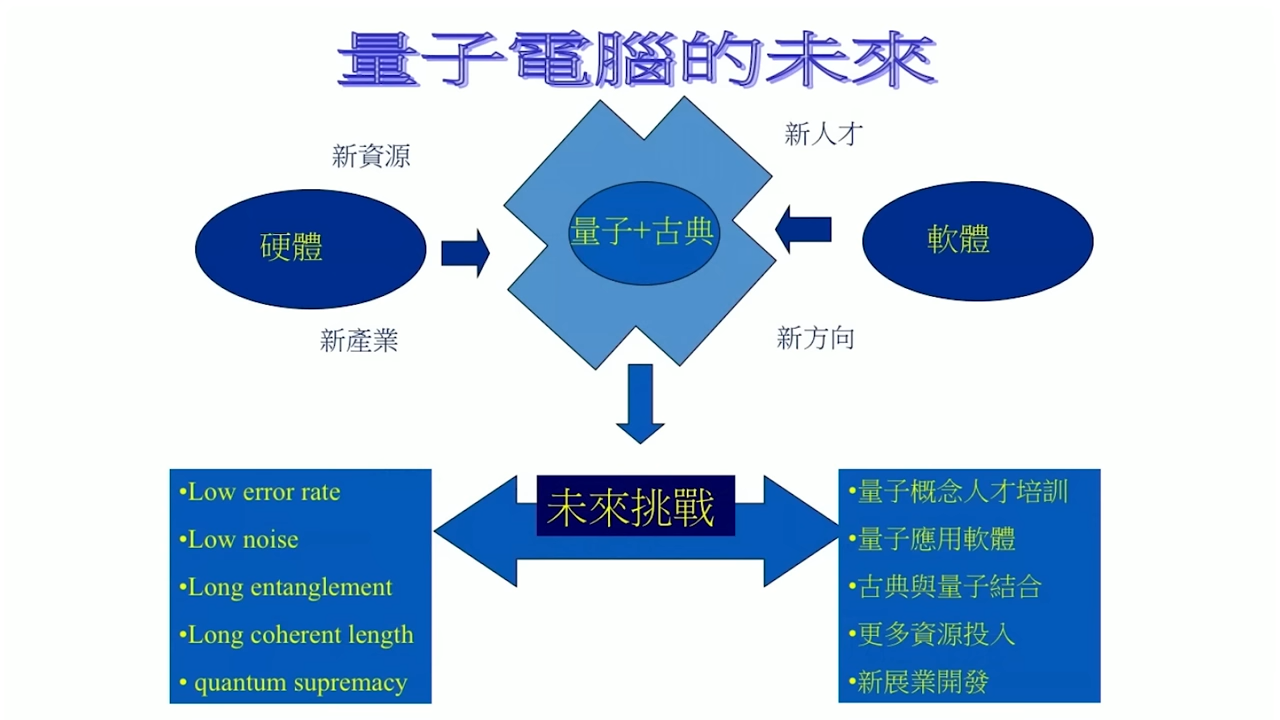 量子電腦的未來
新資源
新人才
硬體
量子+古典
軟體
新產業
新方向
未來挑戰
•Low error rate
•Low noise
•Long entanglement
•Long coherent length
• quantum supremacy
•量子概念人才培訓
•量子應用軟體
•古典與量子結合
•更多資源投入
•新展業開發